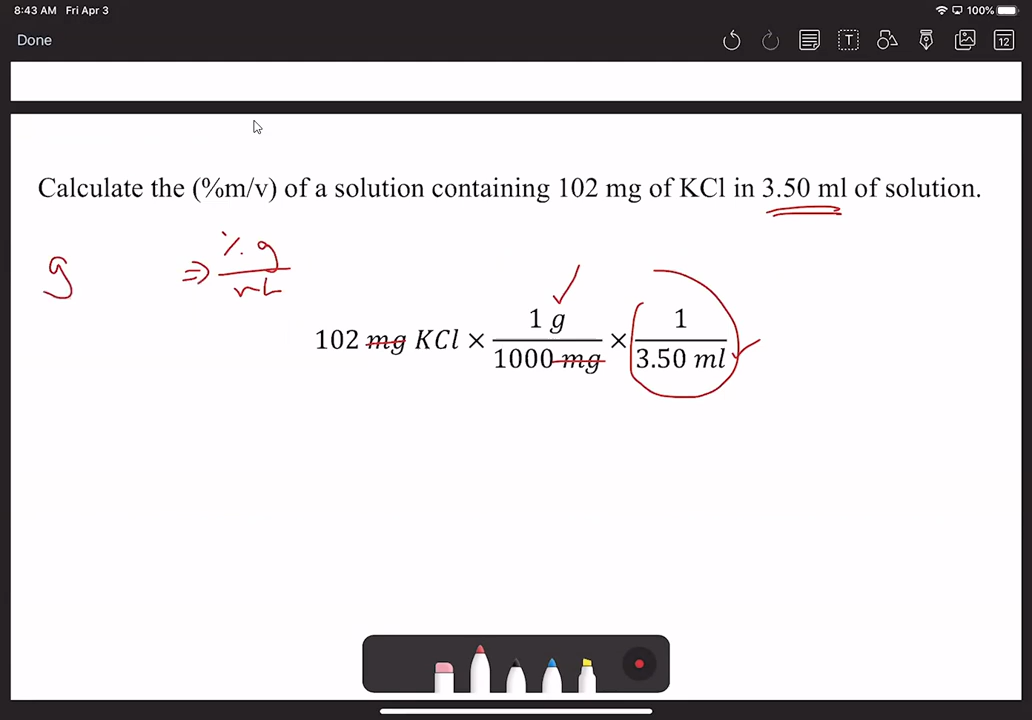 8:43 AM Fri Apr 3
100%
Done
T
12
Calculate the (%m/v) of a solution containing 102 mg of KCl in 3.50 ml of solution.
g ⇒ % g / mL
102 mg KCl × 1 g / 1000 mg × 1 / 3.50 ml